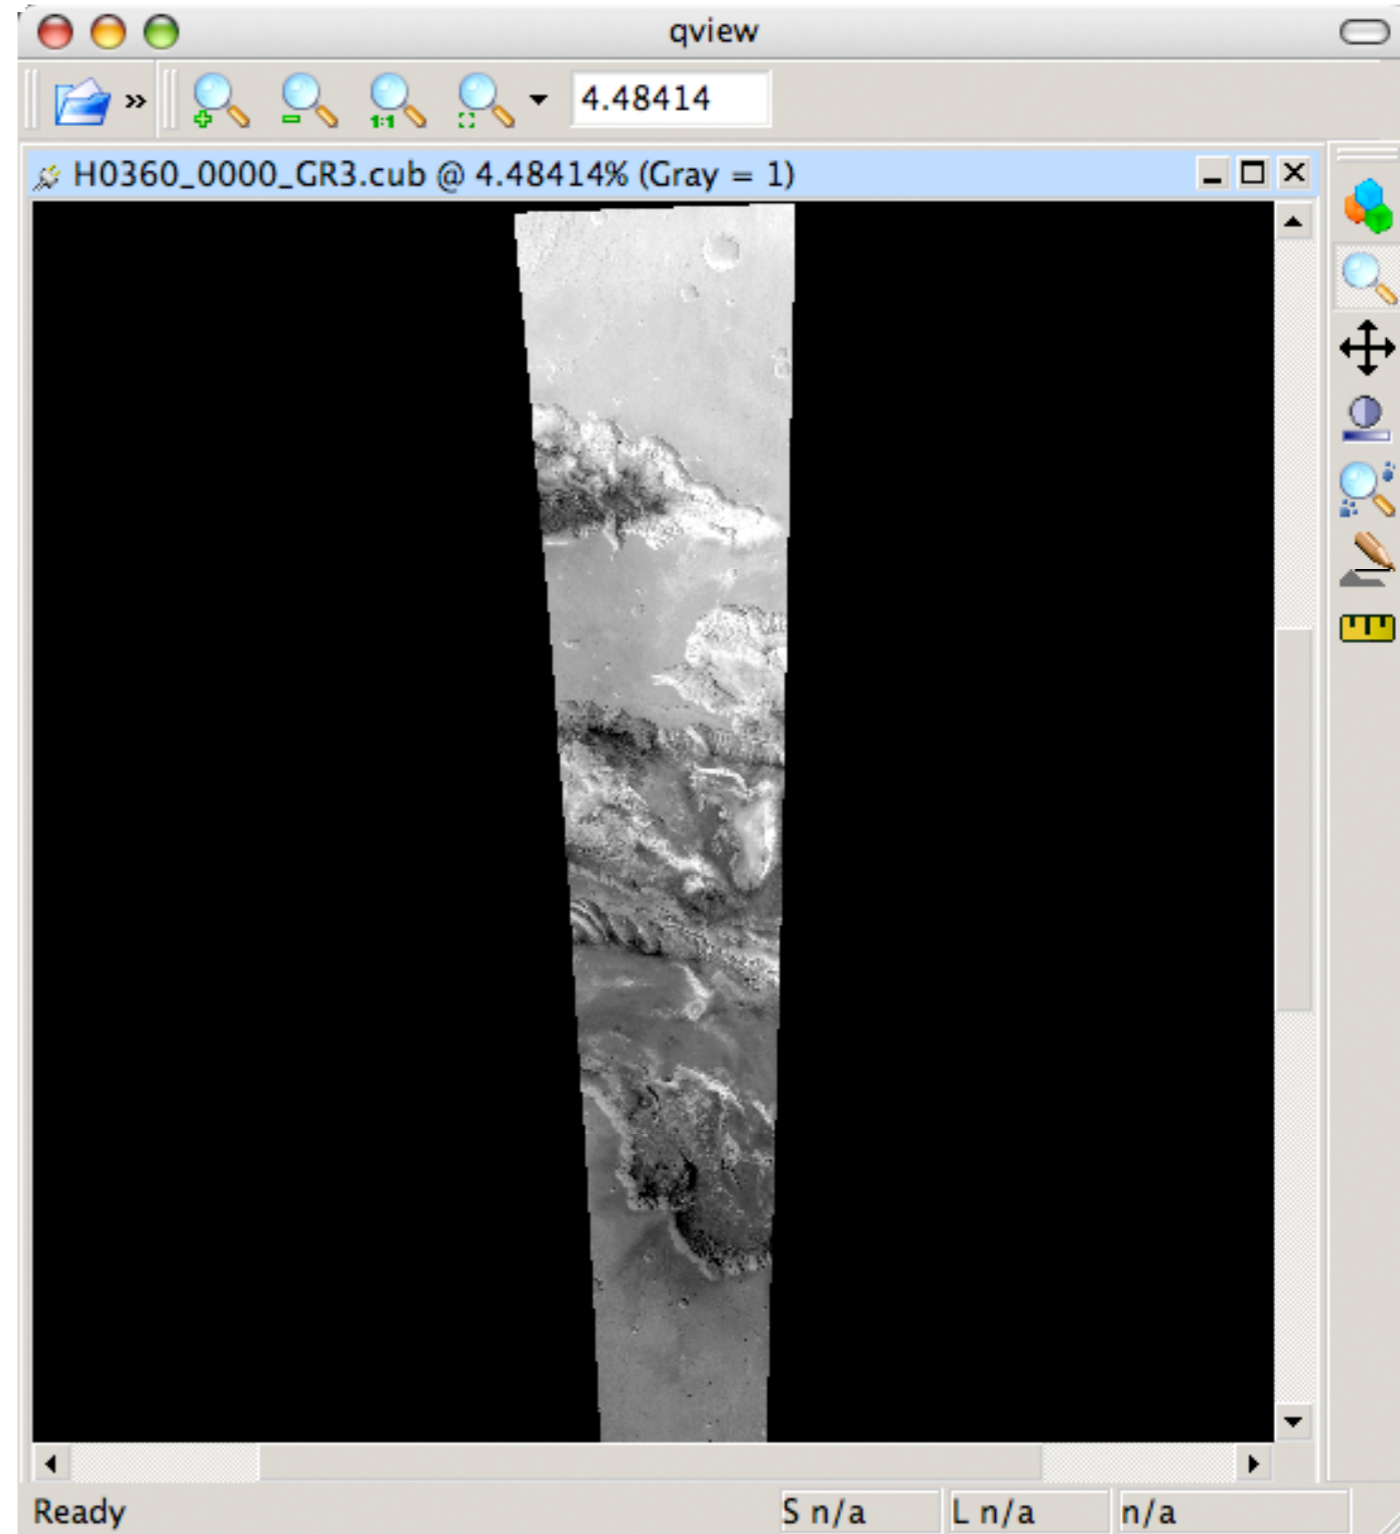 qview
» 1:1 4.48414
H0360_0000_GR3.cub @ 4.48414% (Gray = 1)
Ready S n/a L n/a n/a